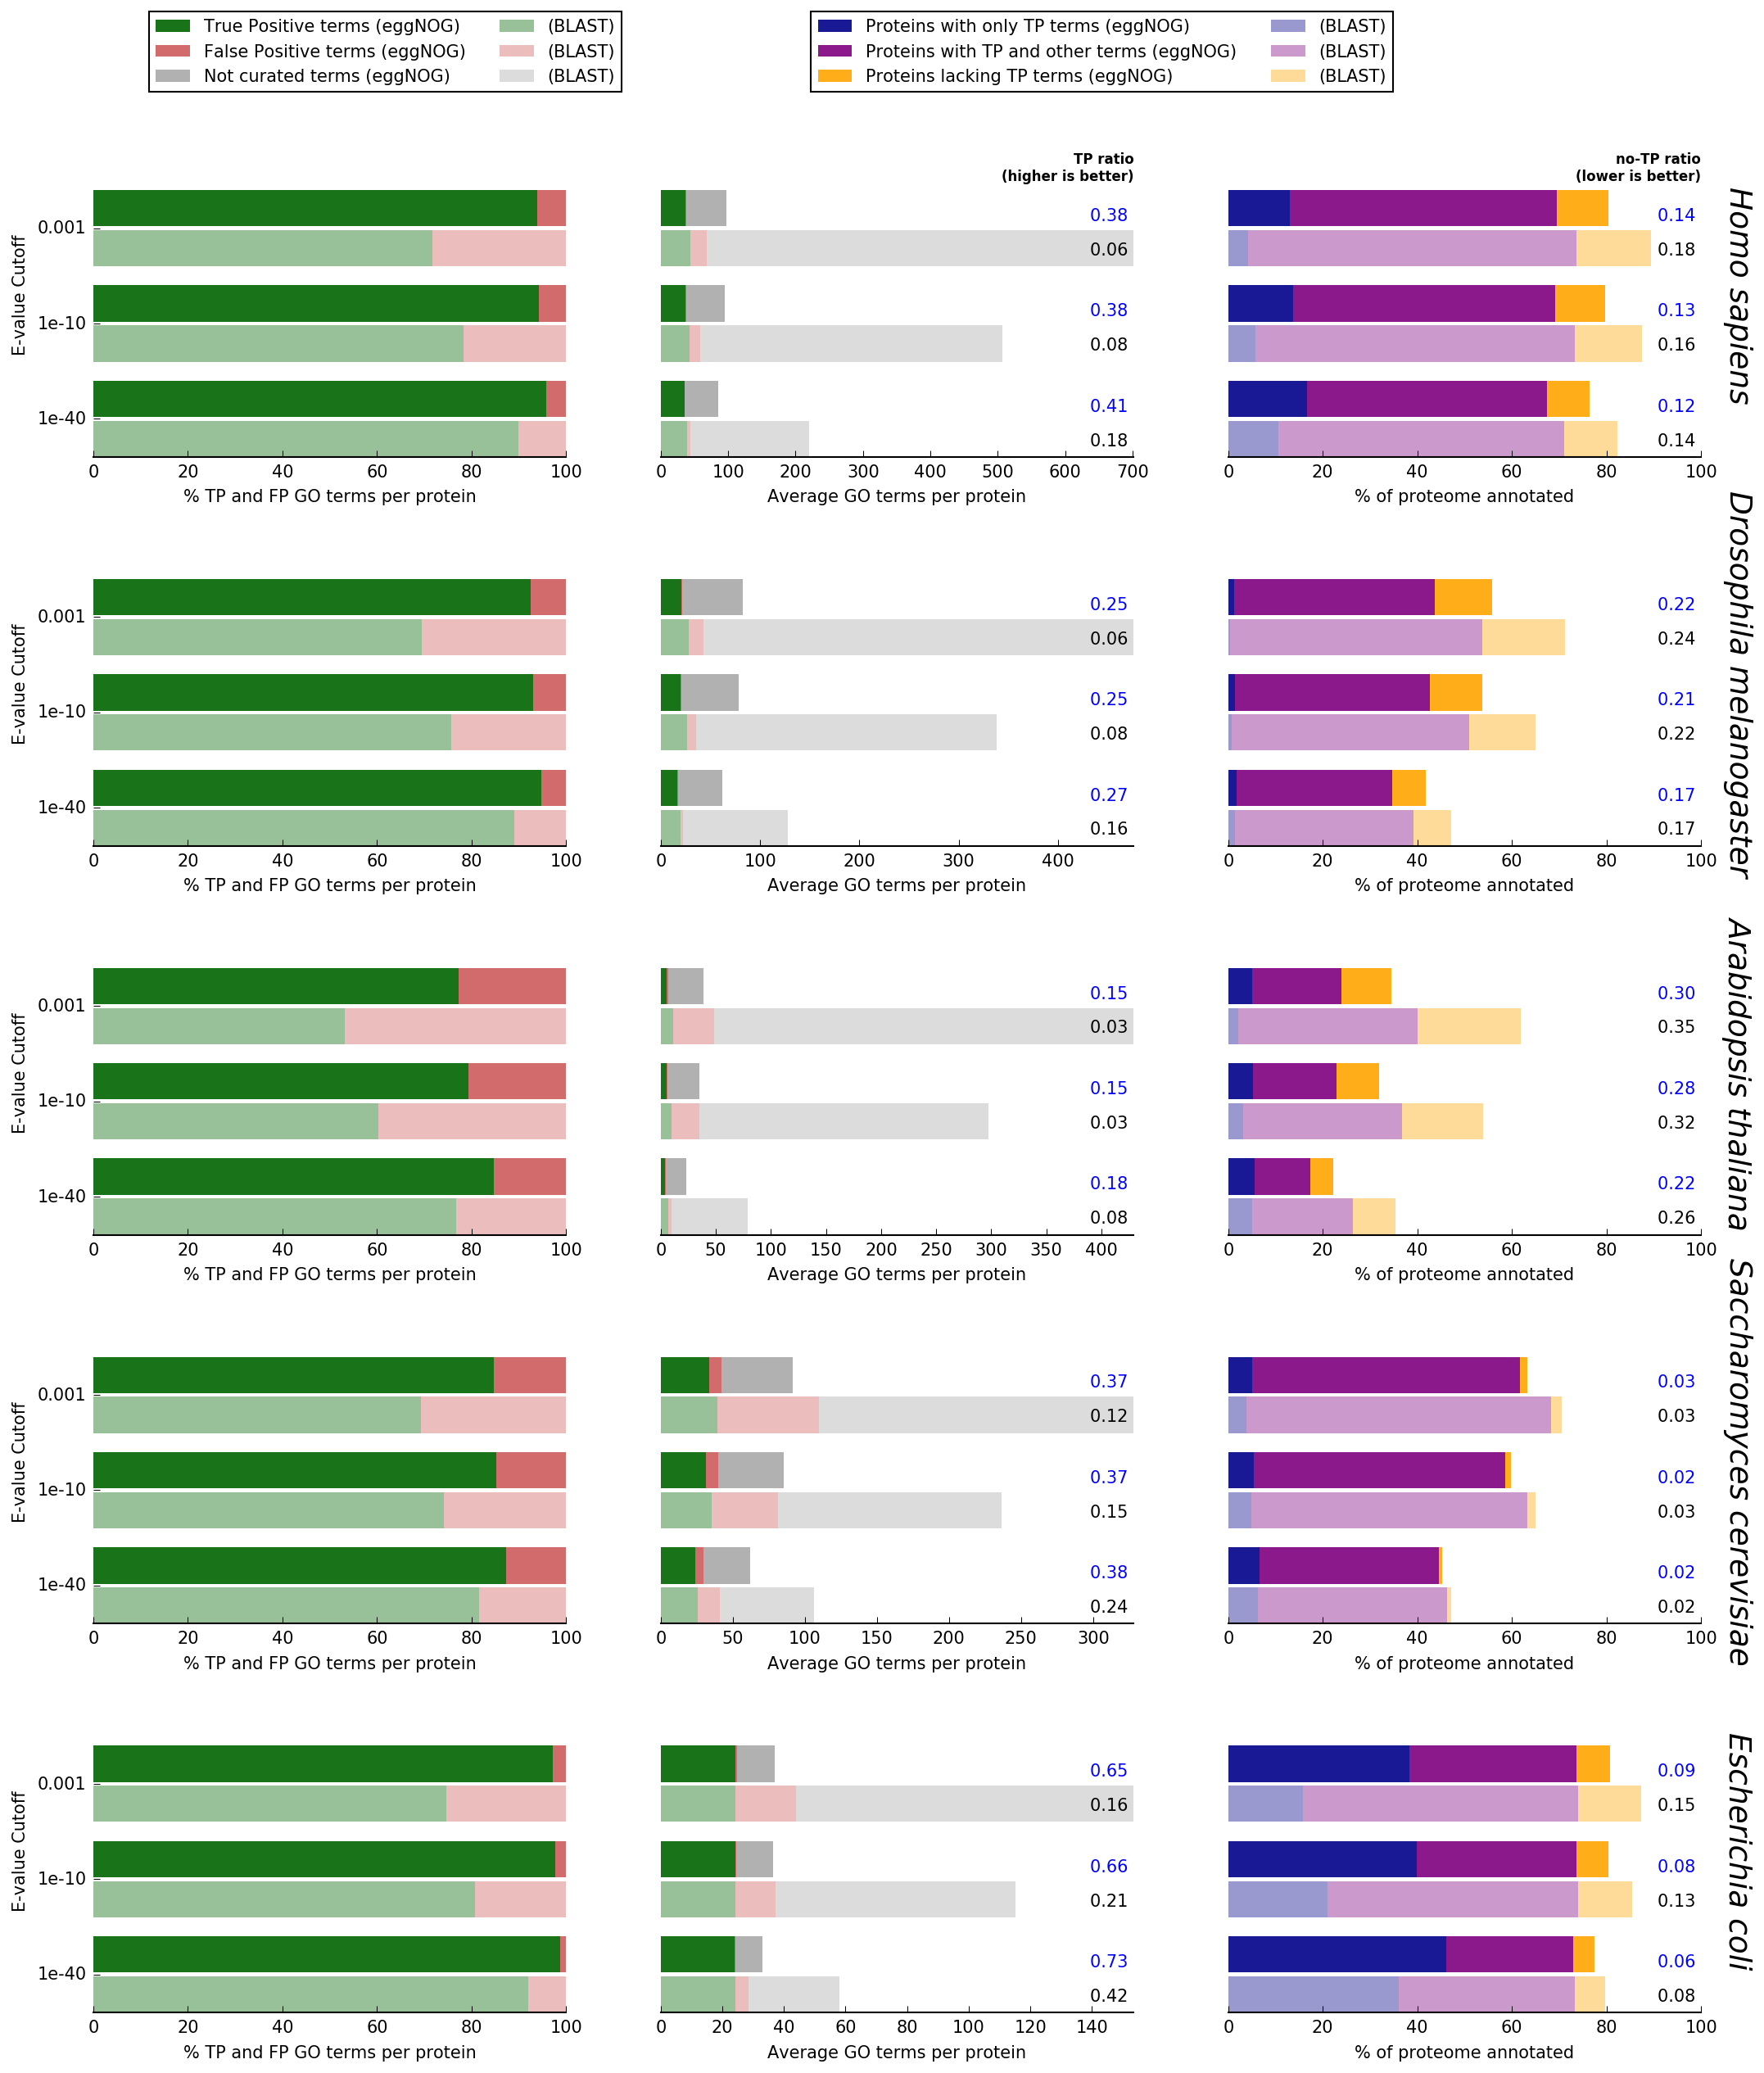 True Positive terms (eggNOG) (BLAST)
False Positive terms (eggNOG) (BLAST)
Not curated terms (eggNOG) (BLAST)
Proteins with only TP terms (eggNOG) (BLAST)
Proteins with TP and other terms (eggNOG) (BLAST)
Proteins lacking TP terms (eggNOG) (BLAST)
TP ratio
(higher is better)
no-TP ratio
(lower is better)
Homo sapiens
E-value Cutoff
0.001
1e-10
1e-40
0 20 40 60 80 100
% TP and FP GO terms per protein
0.38
0.06
0.38
0.08
0.41
0.18
0 100 200 300 400 500 600 700
Average GO terms per protein
0.14
0.18
0.13
0.16
0.12
0.14
0 20 40 60 80 100
% of proteome annotated
Drosophila melanogaster
E-value Cutoff
0.001
1e-10
1e-40
0 20 40 60 80 100
% TP and FP GO terms per protein
0.25
0.06
0.25
0.08
0.27
0.16
0 100 200 300 400
Average GO terms per protein
0.22
0.24
0.21
0.22
0.17
0.17
0 20 40 60 80 100
% of proteome annotated
Arabidopsis thaliana
E-value Cutoff
0.001
1e-10
1e-40
0 20 40 60 80 100
% TP and FP GO terms per protein
0.15
0.03
0.15
0.03
0.18
0.08
0 50 100 150 200 250 300 350 400
Average GO terms per protein
0.30
0.35
0.28
0.32
0.22
0.26
0 20 40 60 80 100
% of proteome annotated
Saccharomyces cerevisiae
E-value Cutoff
0.001
1e-10
1e-40
0 20 40 60 80 100
% TP and FP GO terms per protein
0.37
0.12
0.37
0.15
0.38
0.24
0 50 100 150 200 250 300
Average GO terms per protein
0.03
0.03
0.02
0.03
0.02
0.02
0 20 40 60 80 100
% of proteome annotated
Escherichia coli
E-value Cutoff
0.001
1e-10
1e-40
0 20 40 60 80 100
% TP and FP GO terms per protein
0.65
0.16
0.66
0.21
0.73
0.42
0 20 40 60 80 100 120 140
Average GO terms per protein
0.09
0.15
0.08
0.13
0.06
0.08
0 20 40 60 80 100
% of proteome annotated